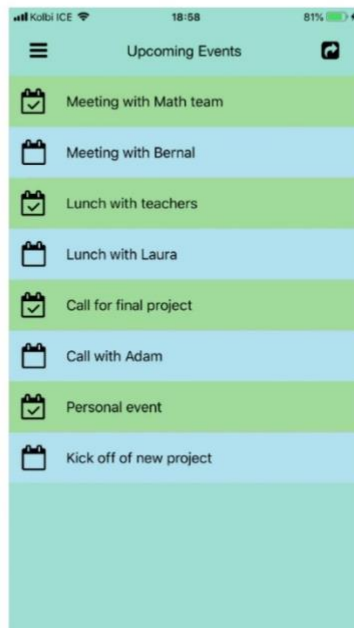 Kolbi ICE 18:58 81%
Upcoming Events
Meeting with Math team
Meeting with Bernal
Lunch with teachers
Lunch with Laura
Call for final project
Call with Adam
Personal event
Kick off of new project